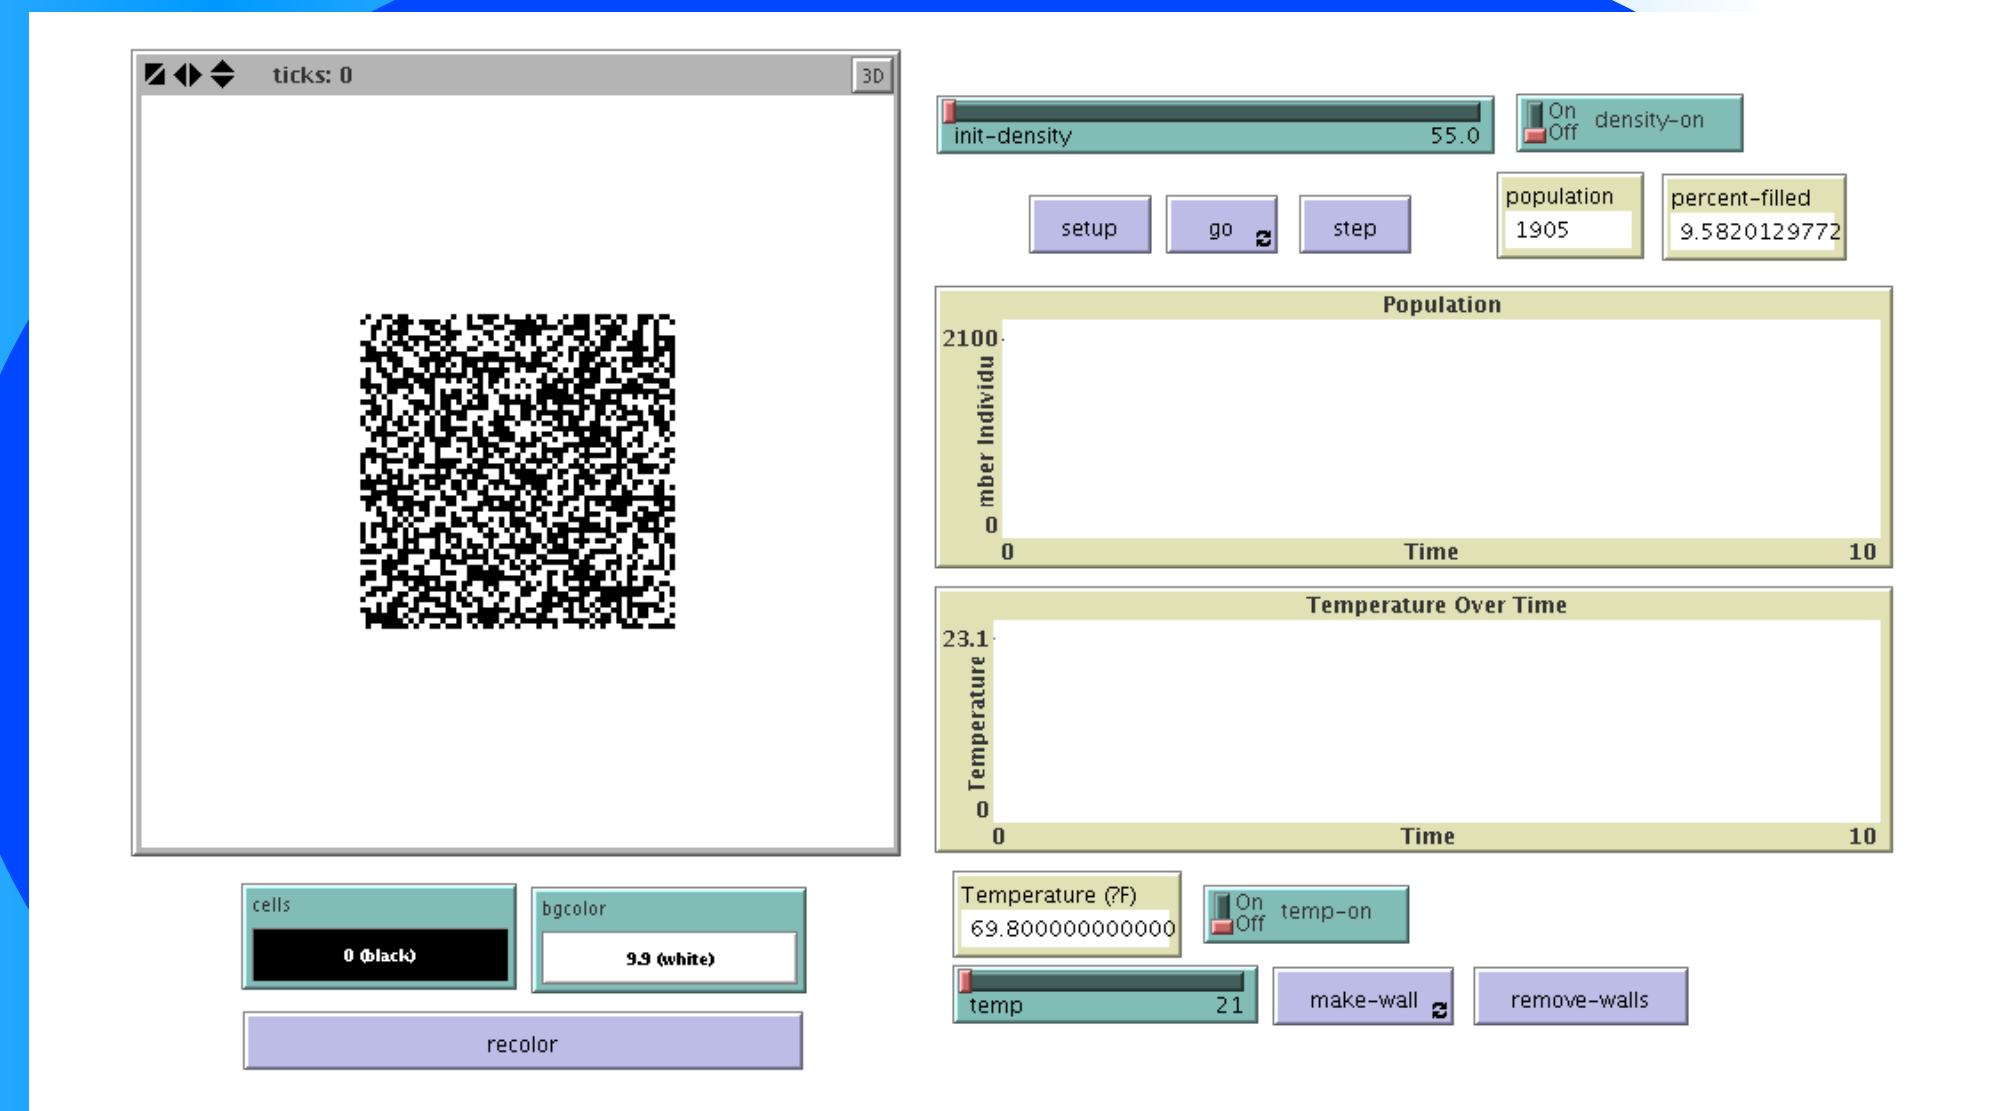 ticks: 0
3D
init-density
55.0
On
Off
density-on
setup
go
step
population
1905
percent-filled
9.5820129772
Population
2100
mber Individu
0
0
Time
10
Temperature Over Time
23.1
Temperature
0
0
Time
10
cells
0 (black)
bgcolor
9.9 (white)
recolor
Temperature (?F)
69.800000000000
On
Off
temp-on
temp
21
make-wall
remove-walls